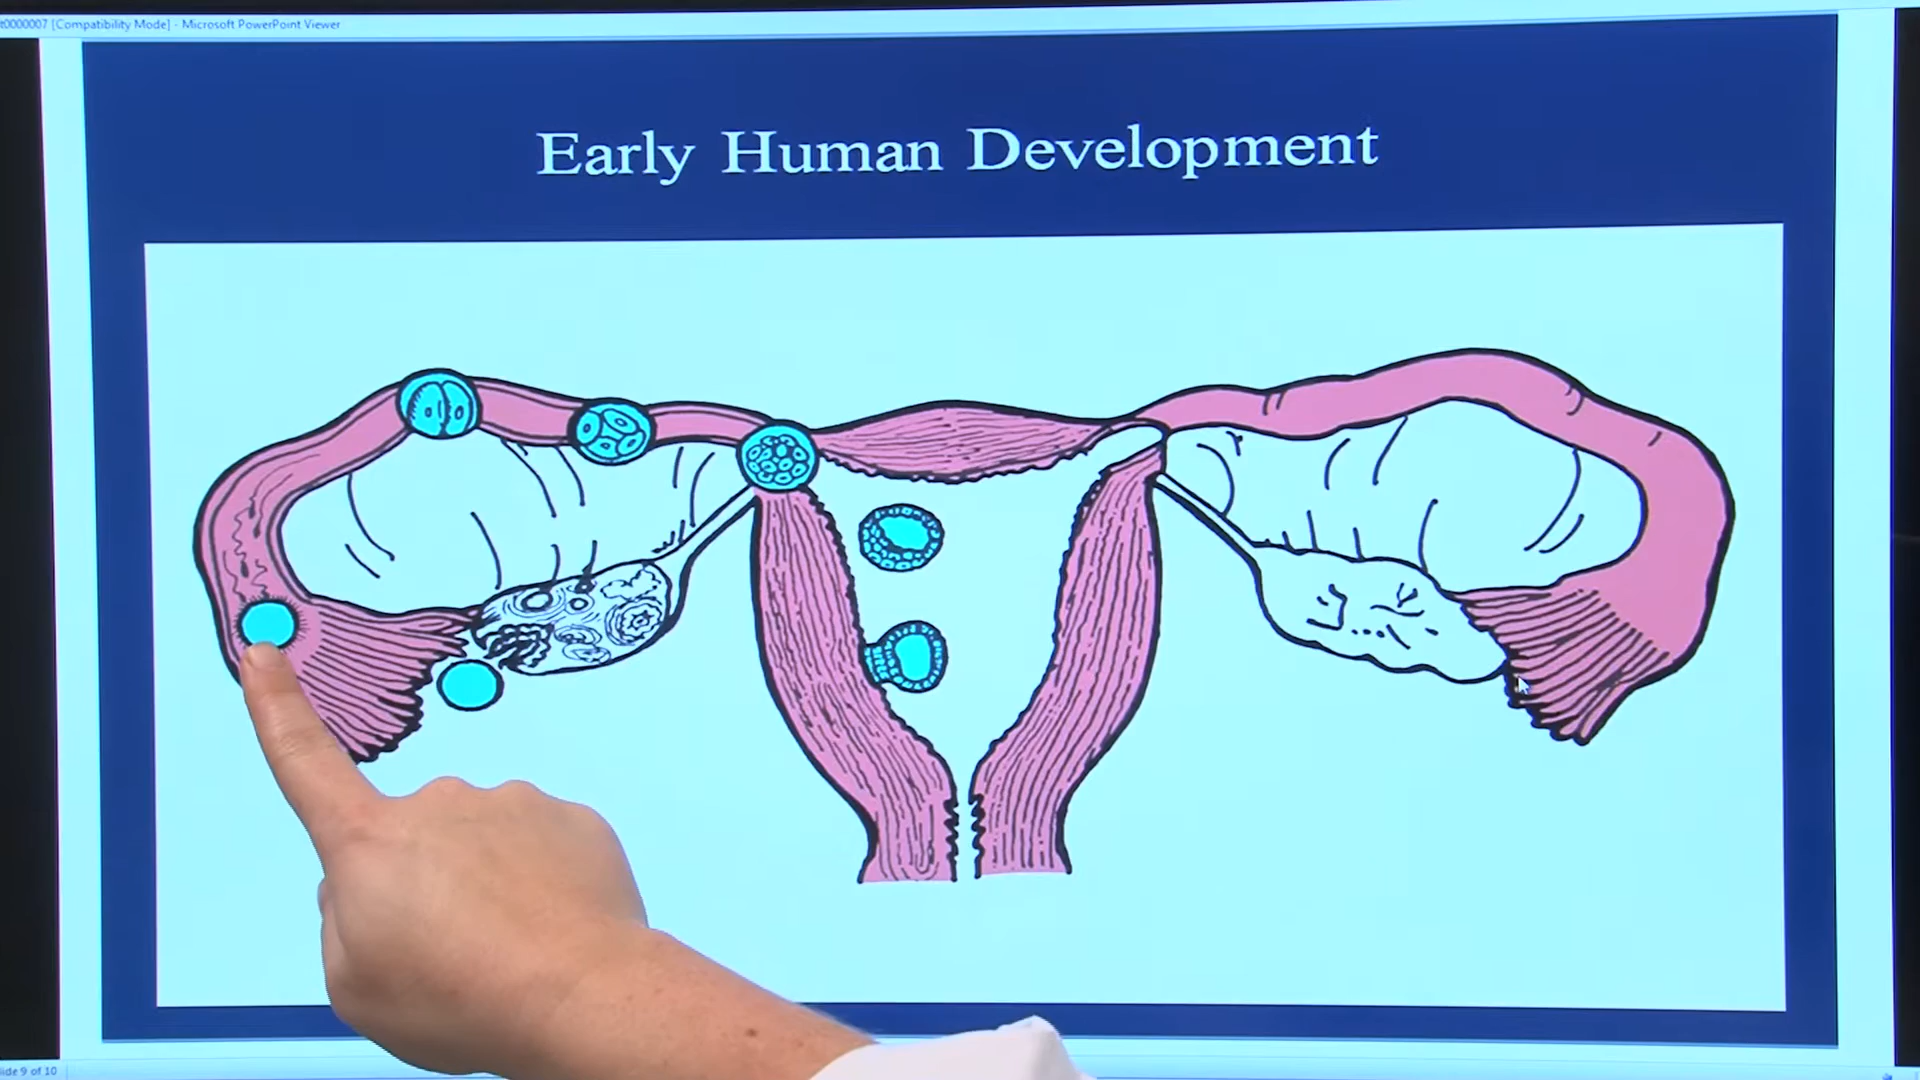 t0000007 [Compatibility Mode] - Microsoft PowerPoint Viewer
Early Human Development
lide 9 of 10